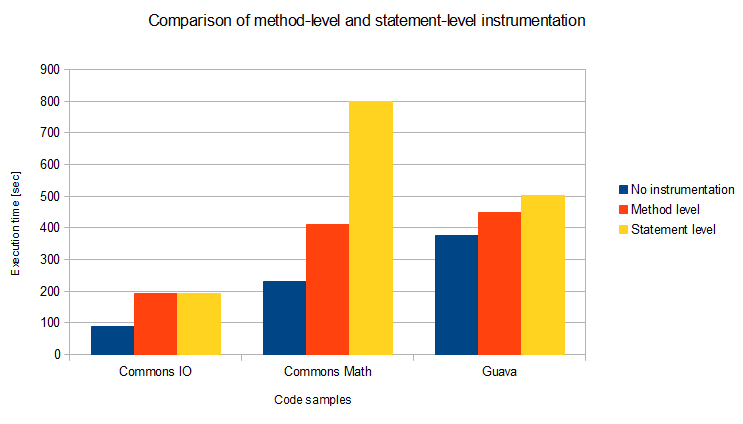 Comparison of method-level and statement-level instrumentation
900
800
700
600
500
400
300
200
100
0
Execution time [sec]
Commons IO
Commons Math
Guava
Code samples
No instrumentation
Method level
Statement level